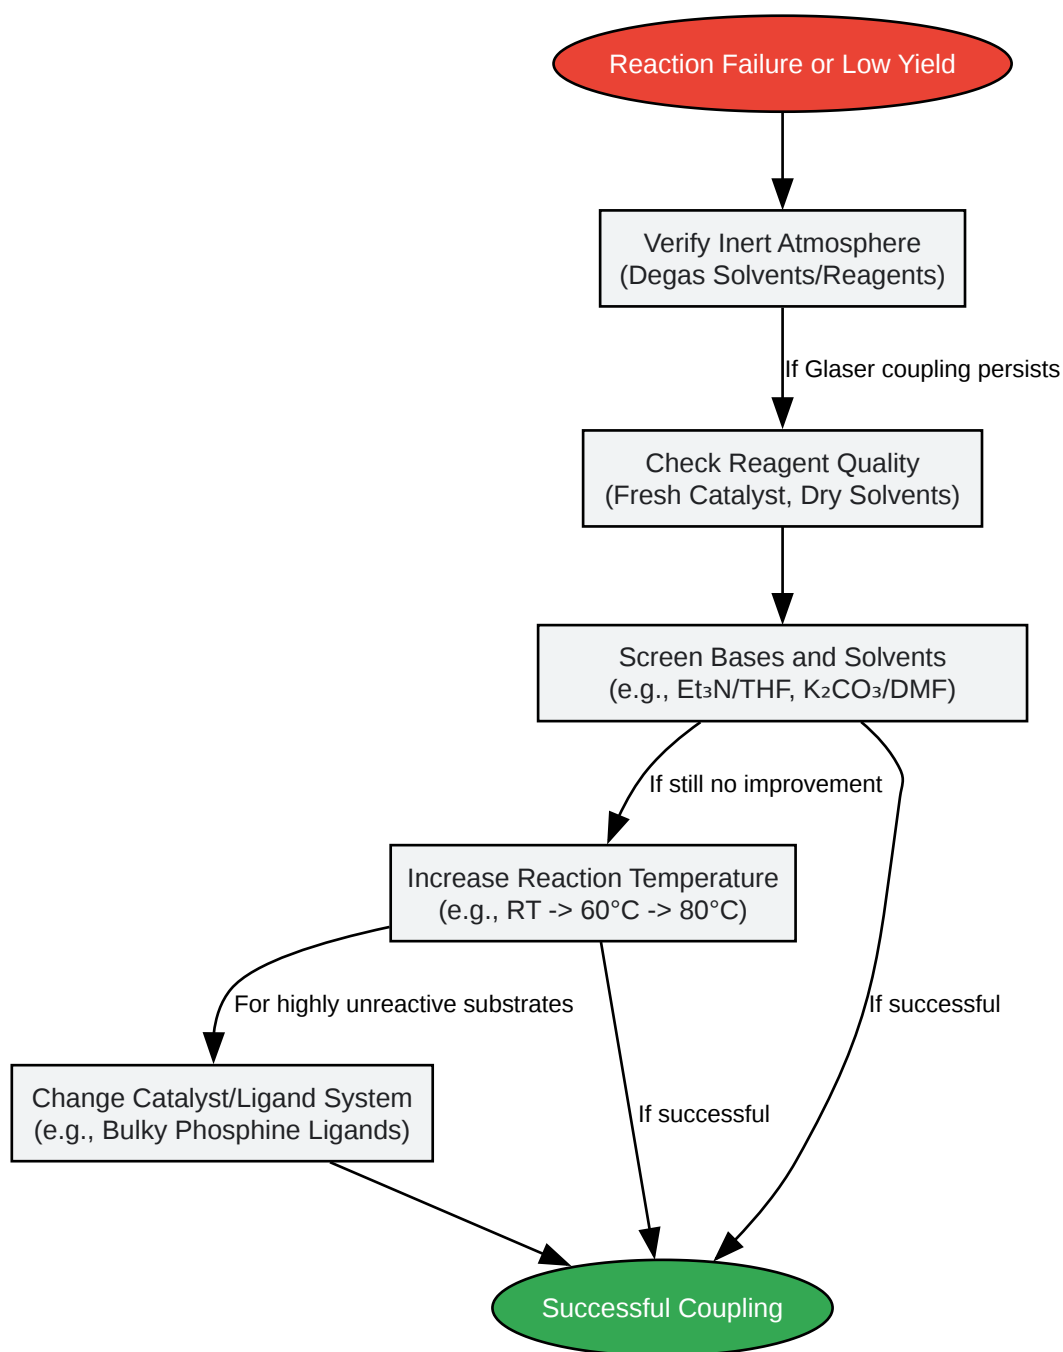 Reaction Failure or Low Yield
Verify Inert Atmosphere
(Degas Solvents/Reagents)
If Glaser coupling persists
Check Reagent Quality
(Fresh Catalyst, Dry Solvents)
Screen Bases and Solvents
(e.g., Et₃N/THF, K₂CO₃/DMF)
If still no improvement
Increase Reaction Temperature
(e.g., RT -> 60°C -> 80°C)
For highly unreactive substrates
If successful
Change Catalyst/Ligand System
(e.g., Bulky Phosphine Ligands)
If successful
Successful Coupling